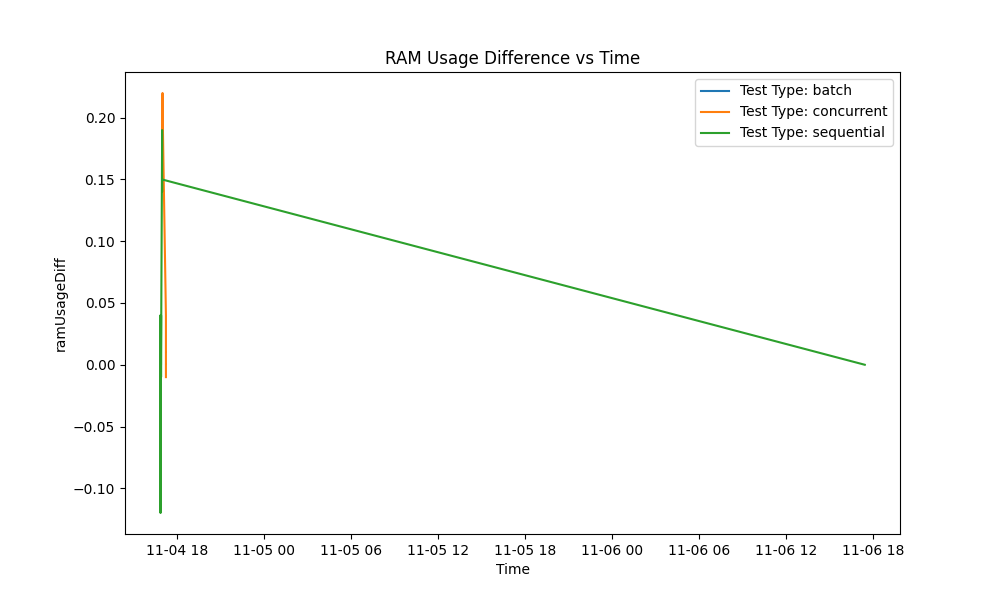 RAM Usage Difference vs Time
Test Type: batch
Test Type: concurrent
Test Type: sequential
ramUsageDiff
0.20
0.15
0.10
0.05
0.00
−0.05
−0.10
11-04 18 11-05 00 11-05 06 11-05 12 11-05 18 11-06 00 11-06 06 11-06 12 11-06 18
Time